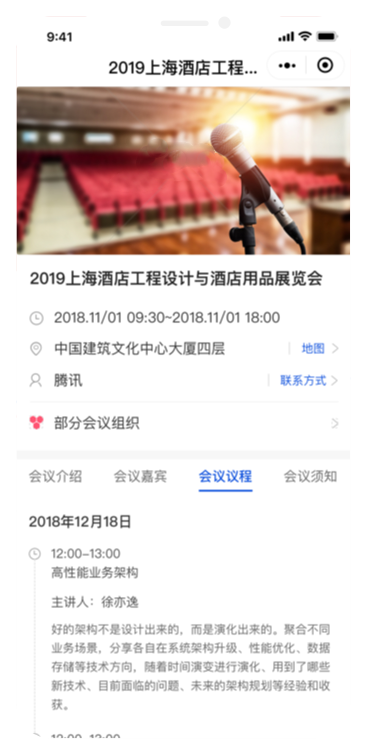 9:41
2019上海酒店工程...
2019上海酒店工程设计与酒店用品展览会
2018.11/01 09:30~2018.11/01 18:00
中国建筑文化中心大厦四层 地图
腾讯 联系方式
部分会议组织
会议介绍 会议嘉宾 会议议程 会议须知
2018年12月18日
12:00-13:00
高性能业务架构
主讲人：徐亦逸
好的架构不是设计出来的，而是演化出来的。聚合不同
业务场景，分享各自在系统架构升级、性能优化、数据
存储等技术方向，随着时间演变进行演化、用到了哪些
新技术、目前面临的问题、未来的架构规划等经验和收
获。